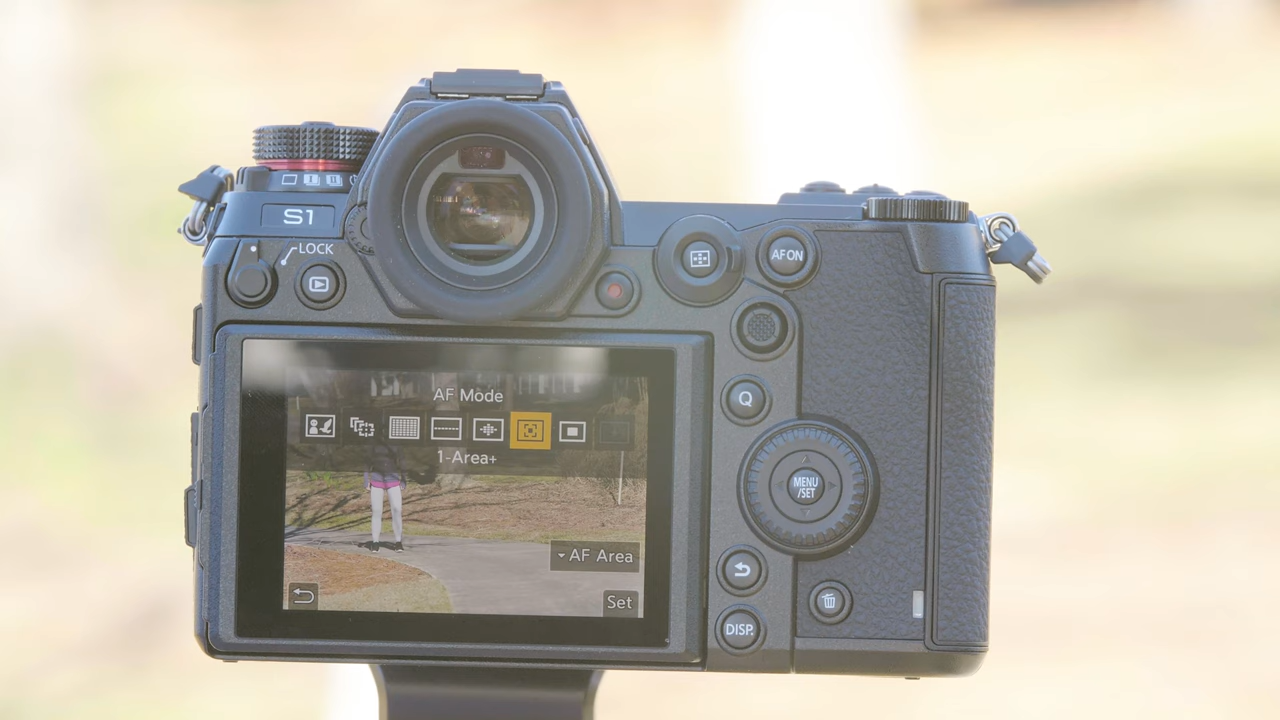 S1
LOCK
AF ON
AF Mode
1-Area+
Q
MENU
/SET
AF Area
Set
DISP.